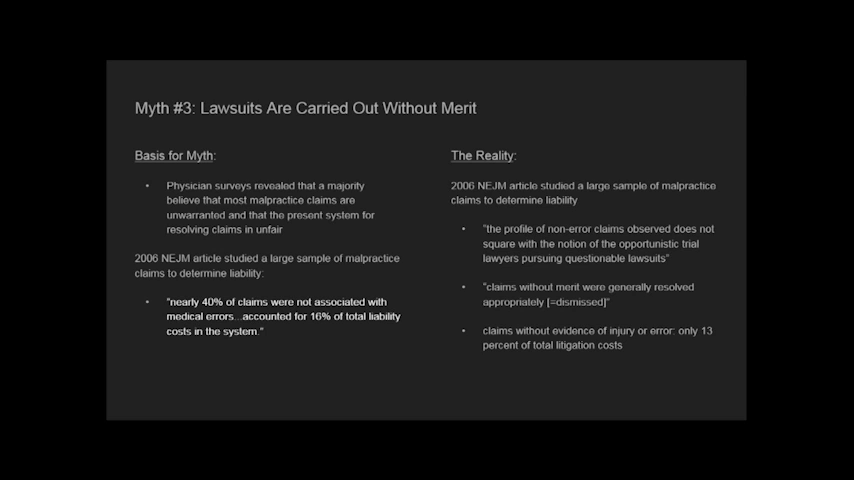 Myth #3: Lawsuits Are Carried Out Without Merit
Basis for Myth:
• Physician surveys revealed that a majority
believe that most malpractice claims are
unwarranted and that the present system for
resolving claims in unfair
2006 NEJM article studied a large sample of malpractice
claims to determine liability:
• "nearly 40% of claims were not associated with
medical errors...accounted for 16% of total liability
costs in the system."
The Reality:
2006 NEJM article studied a large sample of malpractice
claims to determine liability
• "the profile of non-error claims observed does not
square with the notion of the opportunistic trial
lawyers pursuing questionable lawsuits"
• "claims without merit were generally resolved
appropriately [=dismissed]"
• claims without evidence of injury or error: only 13
percent of total litigation costs